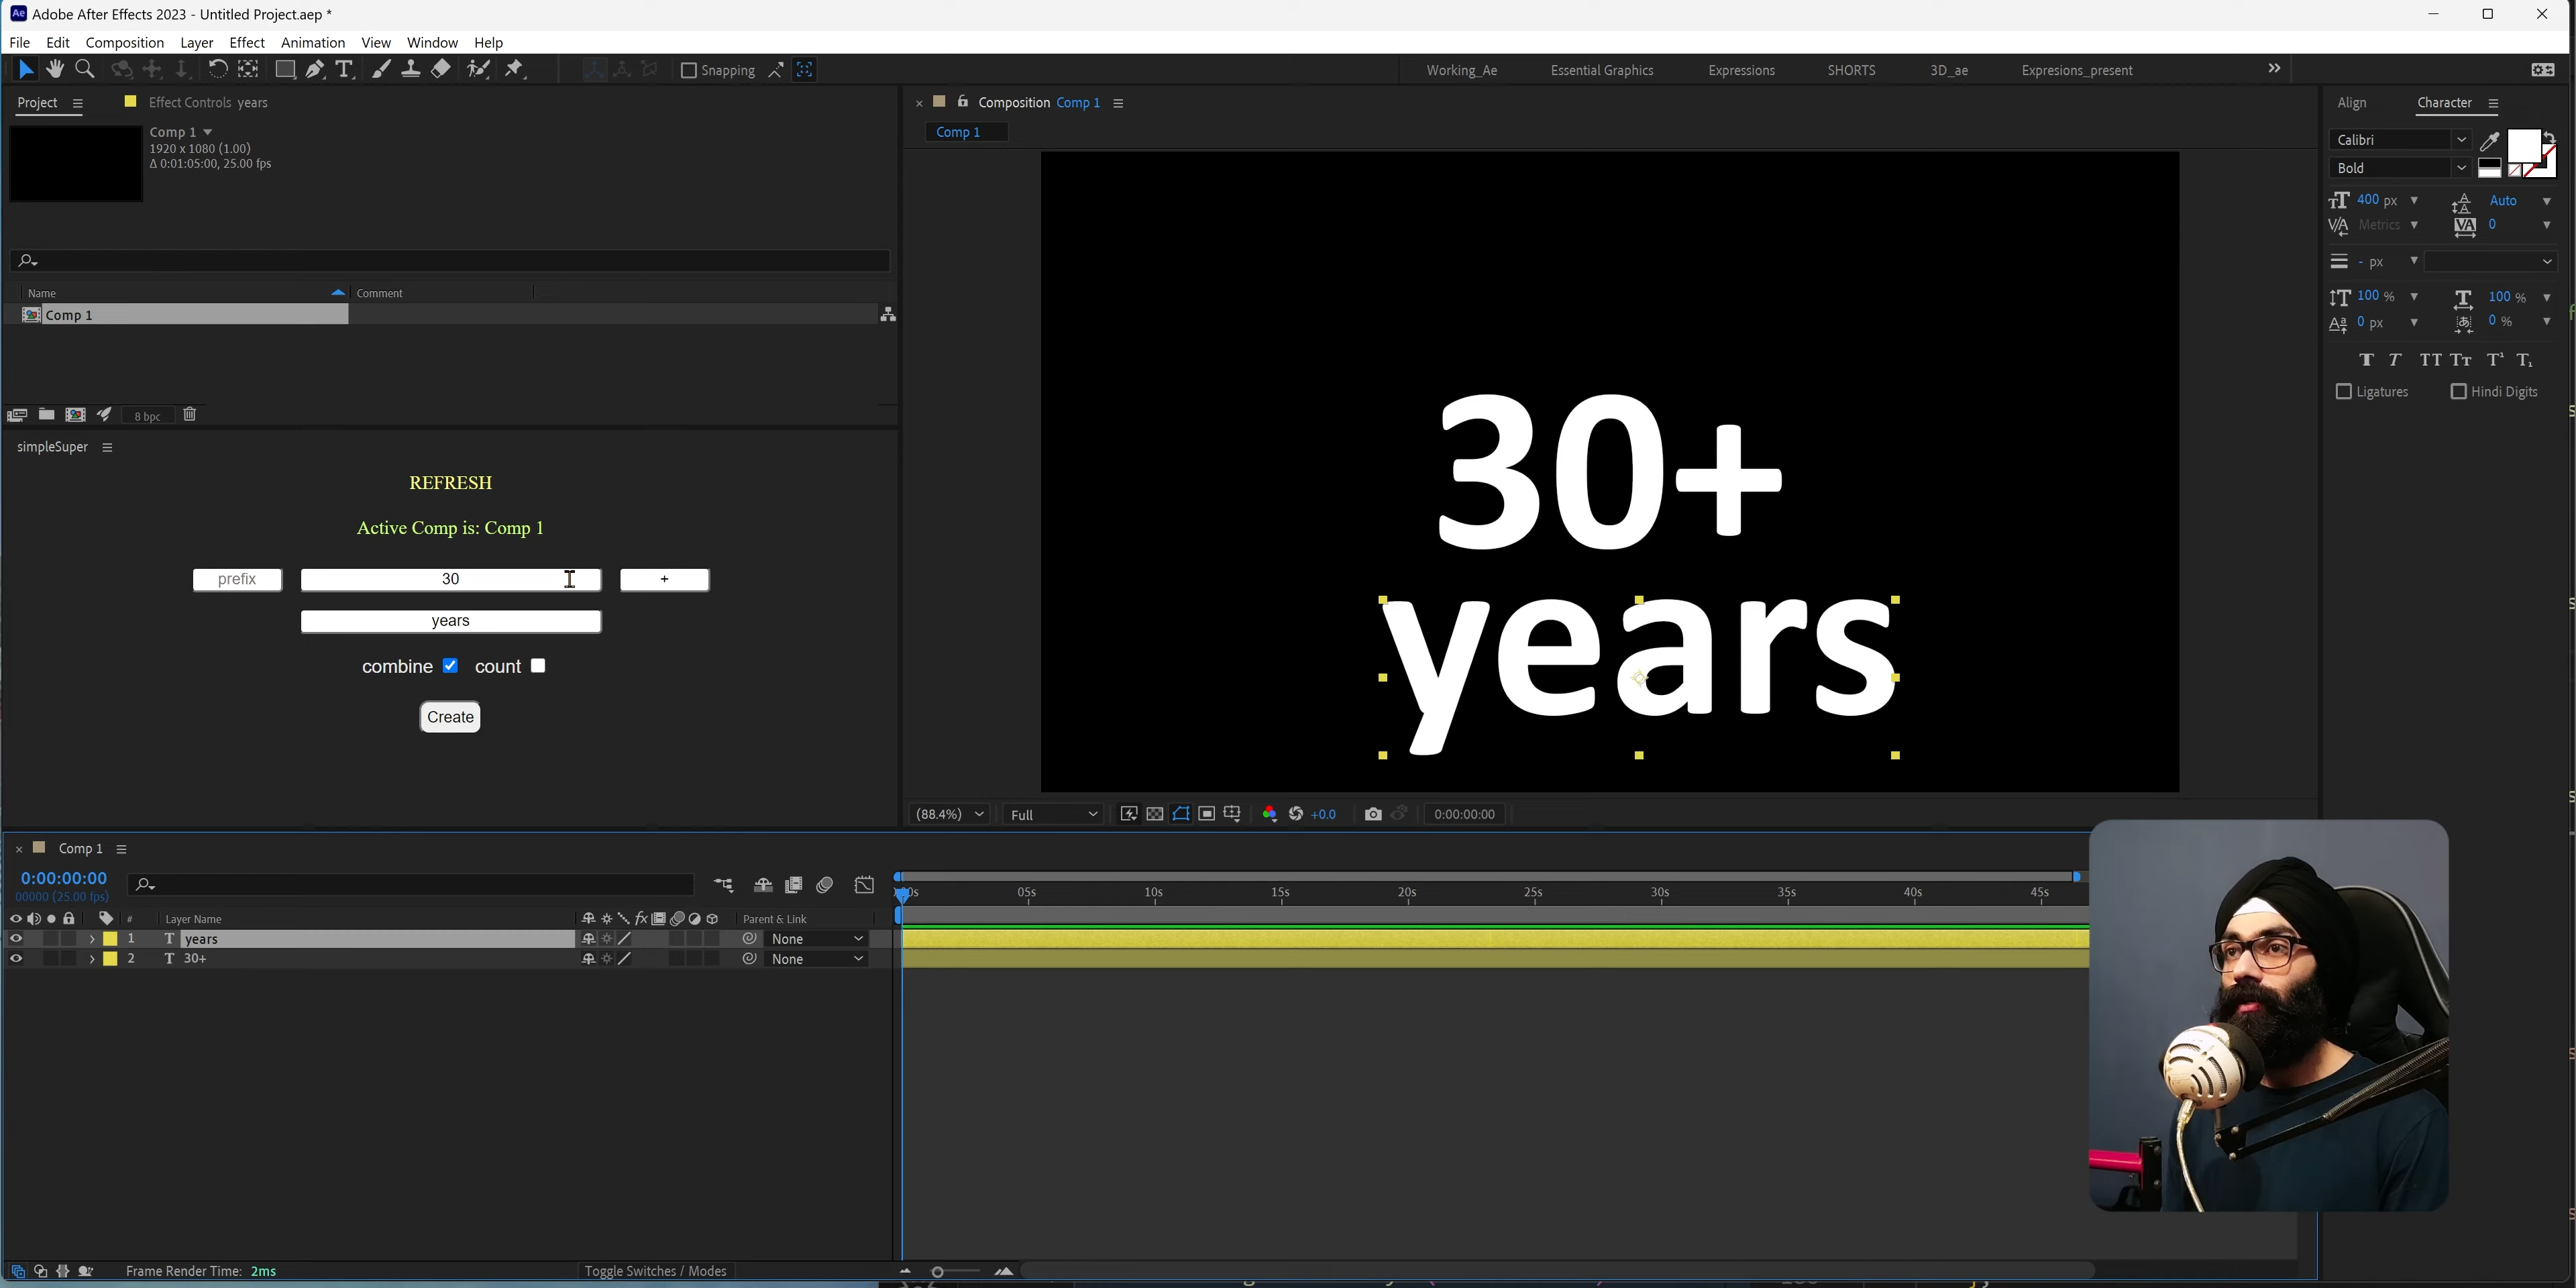 Ae Adobe After Effects 2023 - Untitled Project.aep *
File Edit Composition Layer Effect Animation View Window Help
Snapping
Working_Ae Essential Graphics Expressions SHORTS 3D_ae Expresions_present
Project Effect Controls years
Comp 1
1920 x 1080 (1.00)
Δ 0:01:05:00, 25.00 fps
Name Comment
Comp 1
8 bpc
simpleSuper
REFRESH
Active Comp is: Comp 1
prefix 30 +
years
combine count
Create
Composition Comp 1
Comp 1
30+
years
(88.4%) Full +0.0 0:00:00:00
Align Character
Calibri
Bold
400 px Auto
Metrics 0
- px
100 % 100 %
0 px 0 %
Ligatures Hindi Digits
Comp 1
0:00:00:00
00000 (25.00 fps)
05s 10s 15s 20s 25s 30s 35s 40s 45s
# Layer Name fx Parent & Link
1 T years None
2 T 30+ None
Frame Render Time: 2ms Toggle Switches / Modes